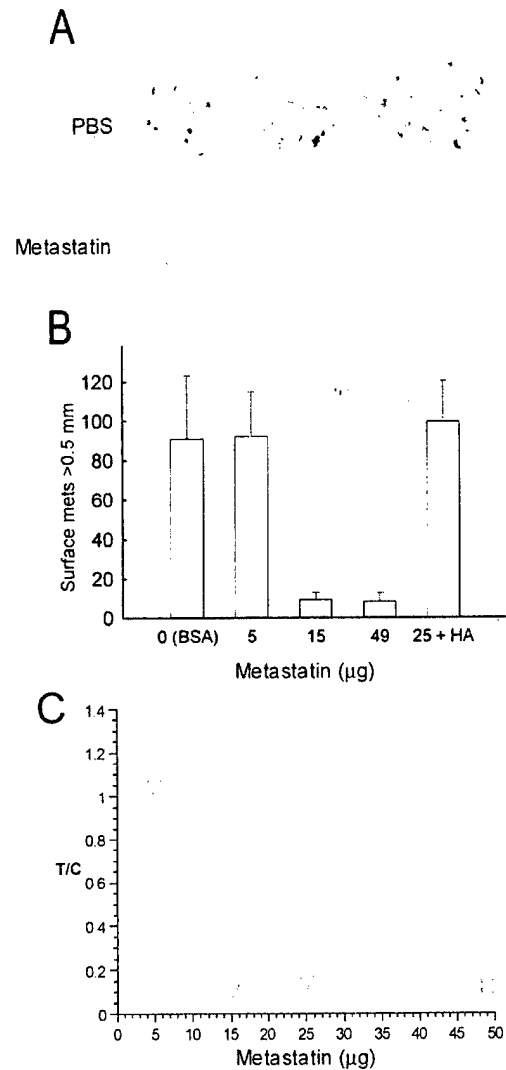 A
PBS
Metastatin
B
Surface mets >0.5 mm
120
100
80
60
40
20
0
0 (BSA) 5 15 49 25 + HA
Metastatin (µg)
C
T/C
1.4
1.2
1
0.8
0.6
0.4
0.2
0
0 5 10 15 20 25 30 35 40 45 50
Metastatin (µg)